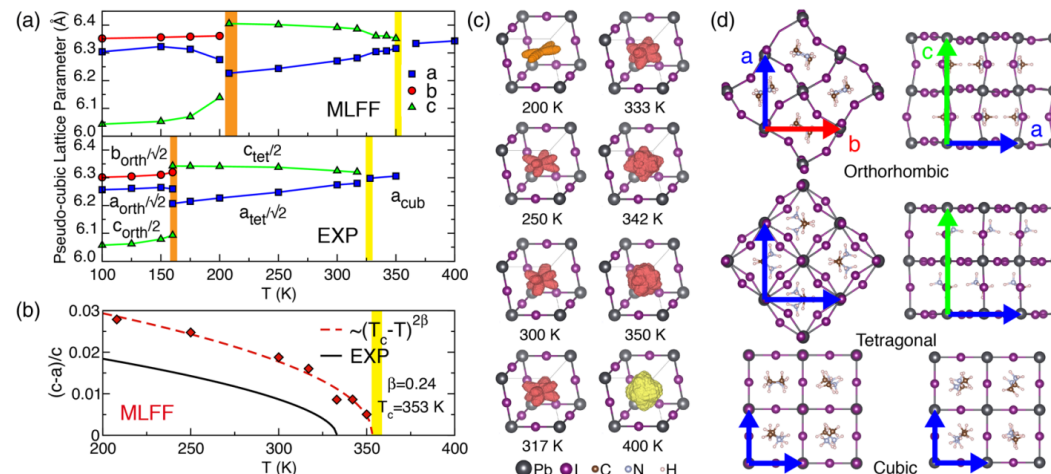 (a)
Pseudo-cubic Lattice Parameter (Å)
6.4
6.3
6.2
6.1
6.0
a
b
c
MLFF
6.4
6.3
6.2
6.1
6.0
b_orth/√2
c_tet/2
a_orth/√2
a_tet/√2
a_cub
c_orth/2
EXP
100 150 200 250 300 350 400
T (K)
(b)
(c-a)/c
0.03
0.02
0.01
0
~(T_c-T)^2β
EXP
β=0.24
T_c=353 K
MLFF
200 250 300 350 400
T (K)
(c)
200 K 333 K
250 K 342 K
300 K 350 K
317 K 400 K
Pb I C N H
(d)
a
b
c
a
Orthorhombic
Tetragonal
Cubic